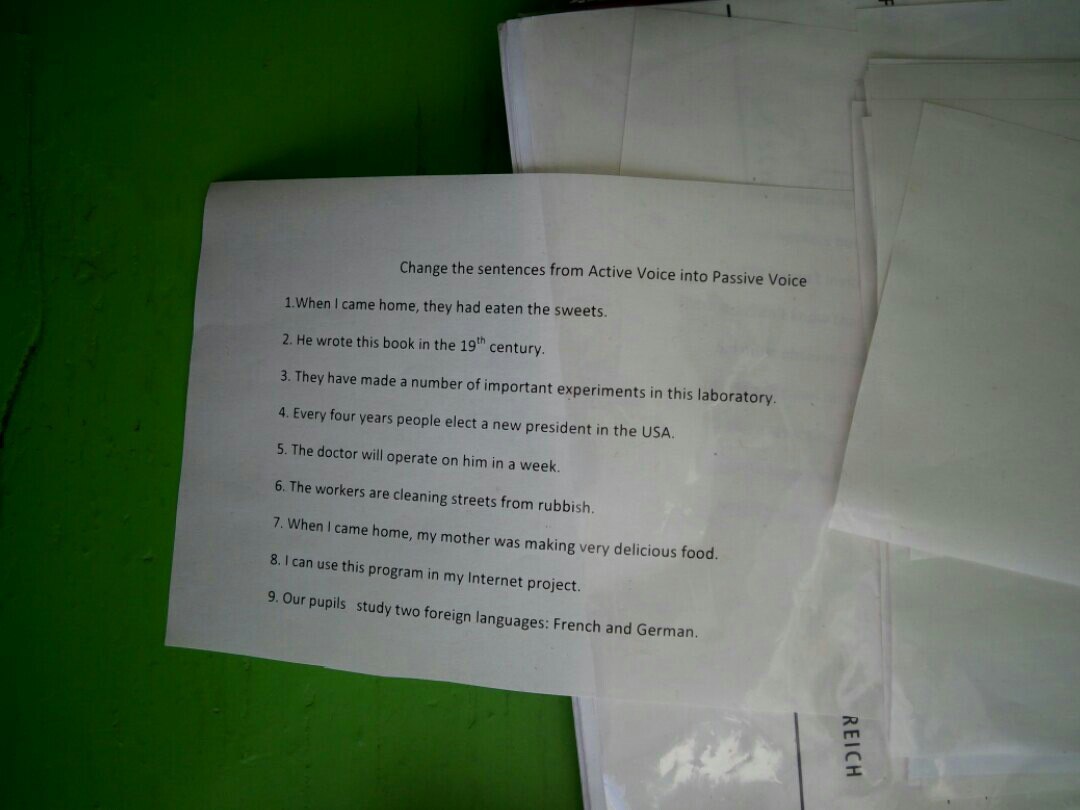 Change the sentences from Active Voice into Passive Voice
1.When I came home, they had eaten the sweets.
2. He wrote this book in the 19th century.
3. They have made a number of important experiments in this laboratory.
4. Every four years people elect a new president in the USA.
5. The doctor will operate on him in a week.
6. The workers are cleaning streets from rubbish.
7. When I came home, my mother was making very delicious food.
8. I can use this program in my Internet project.
9. Our pupils study two foreign languages: French and German.
REICH